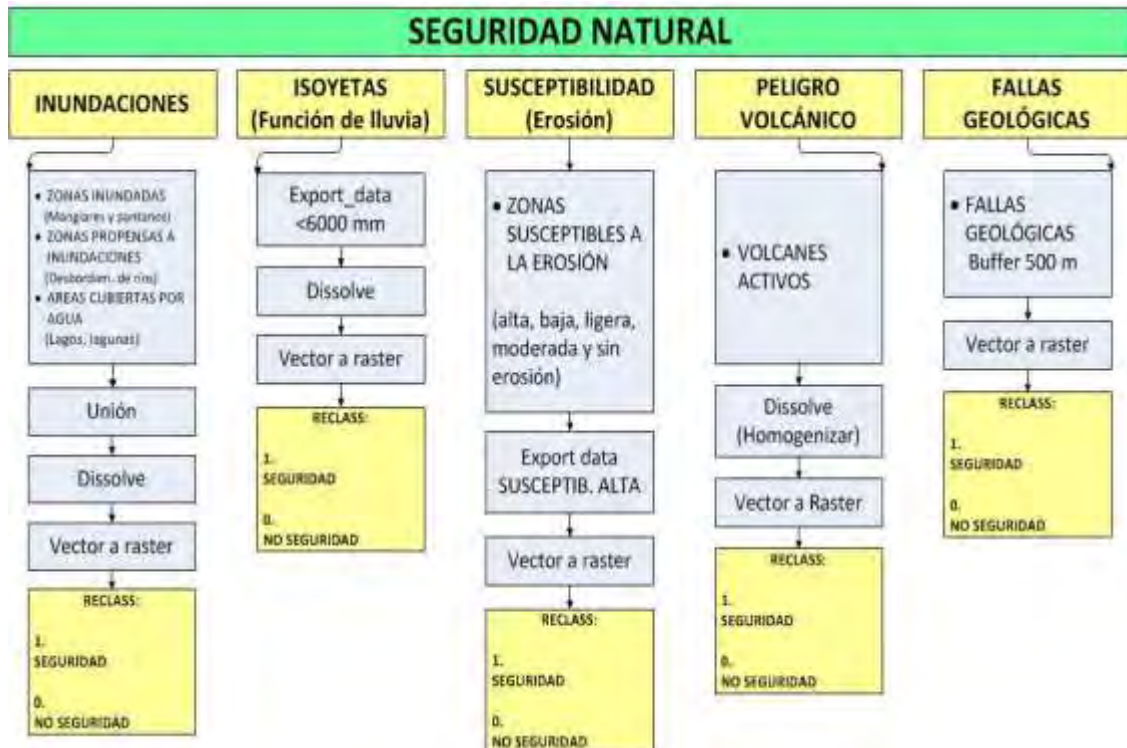 SEGURIDAD NATURAL
INUNDACIONES
• ZONAS INUNDADAS
(Manglares y pantanos)
• ZONAS PROPENSAS A
INUNDACIONES
(Desbordam. de ríos)
• AREAS CUBIERTAS POR
AGUA
(Lagos, lagunas)
Unión
Dissolve
Vector a raster
RECLASS:
1.
SEGURIDAD
0.
NO SEGURIDAD
ISOYETAS
(Función de lluvia)
Export_data
<6000 mm
Dissolve
Vector a raster
RECLASS:
1.
SEGURIDAD
0.
NO SEGURIDAD
SUSCEPTIBILIDAD
(Erosión)
• ZONAS
SUSCEPTIBLES A
LA EROSIÓN
(alta, baja, ligera,
moderada y sin
erosión)
Export data
SUSCEPTIB. ALTA
Vector a raster
RECLASS:
1.
SEGURIDAD
0.
NO SEGURIDAD
PELIGRO
VOLCÁNICO
• VOLCANES
ACTIVOS
Dissolve
(Homogenizar)
Vector a Raster
RECLASS:
1.
SEGURIDAD
0.
NO SEGURIDAD
FALLAS
GEOLÓGICAS
• FALLAS
GEOLÓGICAS
Buffer 500 m
Vector a raster
RECLASS:
1.
SEGURIDAD
0.
NO SEGURIDAD